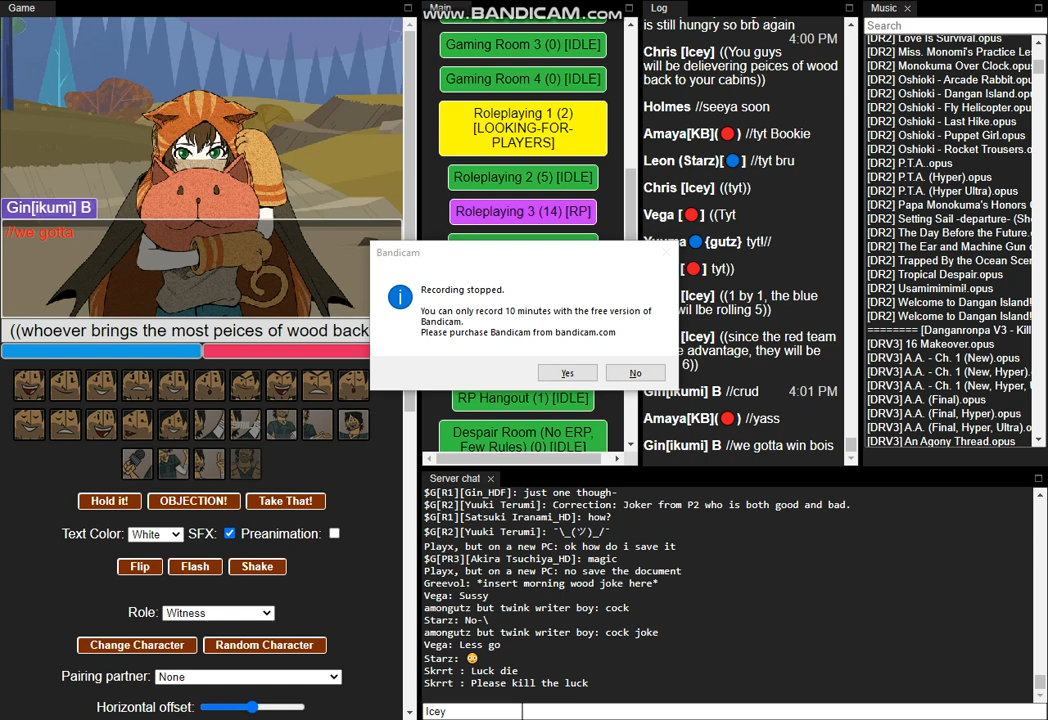 Game
Main
www.BANDICAM.com
Log
Music
Gin[ikumi] B
//we gotta
((whoever brings the most peices of wood back
Hold it!
OBJECTION!
Take That!
Text Color:
White
SFX:
Preanimation:
Flip
Flash
Shake
Role:
Witness
Change Character
Random Character
Pairing partner:
None
Horizontal offset:
Gaming Room 3 (0) [IDLE]
Gaming Room 4 (0) [IDLE]
Roleplaying 1 (2)
[LOOKING-FOR-
PLAYERS]
Roleplaying 2 (5) [IDLE]
Roleplaying 3 (14) [RP]
RP Hangout (1) [IDLE]
Despair Room (No ERP,
Few Rules) (0) [IDLE]
Bandicam
Recording stopped.
You can only record 10 minutes with the free version of
Bandicam.
Please purchase Bandicam from bandicam.com
Yes
No
is still hungry so brb again
4:00 PM
Chris [Icey] ((You guys
will be delievering peices of wood
back to your cabins))
Holmes //seeya soon
Amaya[KB](🔴) //tyt Bookie
Leon (Starz)[🔵] //tyt bru
Chris [Icey] ((tyt))
Vega [🔴] ((Tyt
🔵{gutz} tyt!//
[🔴] tyt))
[Icey] ((1 by 1, the blue
wil lbe rolling 5))
[Icey] ((since the red team
advantage, they will be
6))
Gin[ikumi] B //crud
4:01 PM
Amaya[KB](🔴) //yass
Gin[ikumi] B //we gotta win bois
Search
[DR2] Love Is Survival.opus
[DR2] Miss. Monomi's Practice Le
[DR2] Monokuma Over Clock.opu
[DR2] Oshioki - Arcade Rabbit.opu
[DR2] Oshioki - Dangan Island.opu
[DR2] Oshioki - Fly Helicopter.opus
[DR2] Oshioki - Last Hike.opus
[DR2] Oshioki - Puppet Girl.opus
[DR2] Oshioki - Rocket Trousers.op
[DR2] P.T.A..opus
[DR2] P.T.A. (Hyper).opus
[DR2] P.T.A. (Hyper Ultra).opus
[DR2] Papa Monokuma's Honors
[DR2] Setting Sail -departure- (Sh
[DR2] The Day Before the Future.
[DR2] The Ear and Machine Gun o
[DR2] Trapped By the Ocean Scen
[DR2] Tropical Despair.opus
[DR2] Usamimimimi!.opus
[DR2] Welcome to Dangan Island!
[DR2] Welcome to Dangan Island!
======== [Danganronpa V3 - Kill
[DRV3] 16 Makeover.opus
[DRV3] A.A. - Ch. 1 (New).opus
[DRV3] A.A. - Ch. 1 (New, Hyper)
[DRV3] A.A. - Ch. 1 (New, Hyper, U
[DRV3] A.A. (Final).opus
[DRV3] A.A. (Final, Hyper).opus
[DRV3] A.A. (Final, Hyper, Ultra).o
[DRV3] An Agony Thread.opus
Server chat
$G[R1][Gin_HDF]: just one though-
$G[R2][Yuuki Terumi]: Correction: Joker from P2 who is both good and bad.
$G[R1][Satsuki Iranami_HD]: how?
$G[R2][Yuuki Terumi]: ¯\_(ツ)_/¯
Playx, but on a new PC: ok how do i save it
$G[PR3][Akira Tsuchiya_HD]: magic
Playx, but on a new PC: no save the document
Greevol: *insert morning wood joke here*
Vega: Sussy
amongutz but twink writer boy: cock
Starz: No-\
amongutz but twink writer boy: cock joke
Vega: Less go
Starz: 😳
Skrrt : Luck die
Skrrt : Please kill the luck
Icey